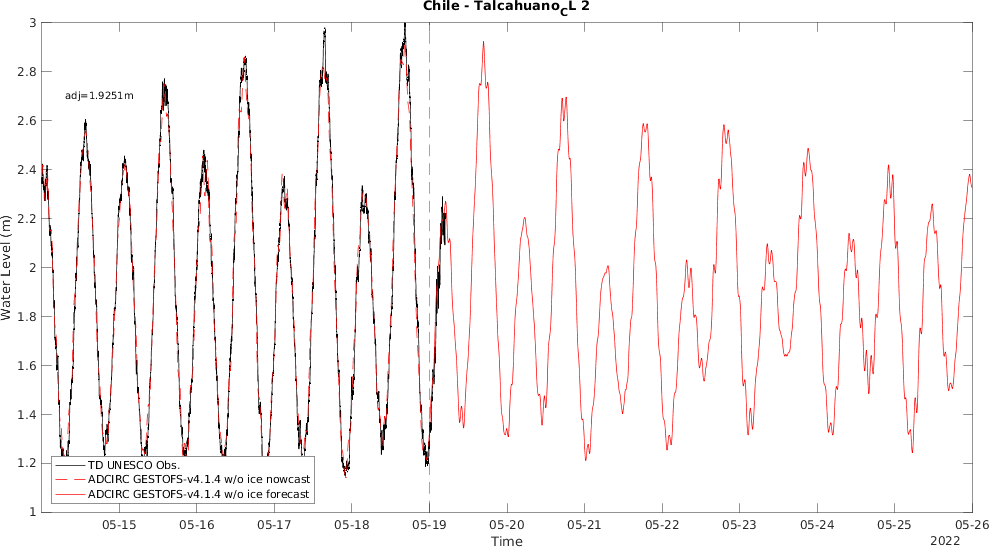 Chile - Talcahuano_CL 2
3
2.8
2.6
2.4
2.2
2
1.8
1.6
1.4
1.2
1
Water Level (m)
adj=1.9251m
TD UNESCO Obs.
ADCIRC GESTOFS-v4.1.4 w/o ice nowcast
ADCIRC GESTOFS-v4.1.4 w/o ice forecast
05-15 05-16 05-17 05-18 05-19 05-20 05-21 05-22 05-23 05-24 05-25 05-26
Time
2022